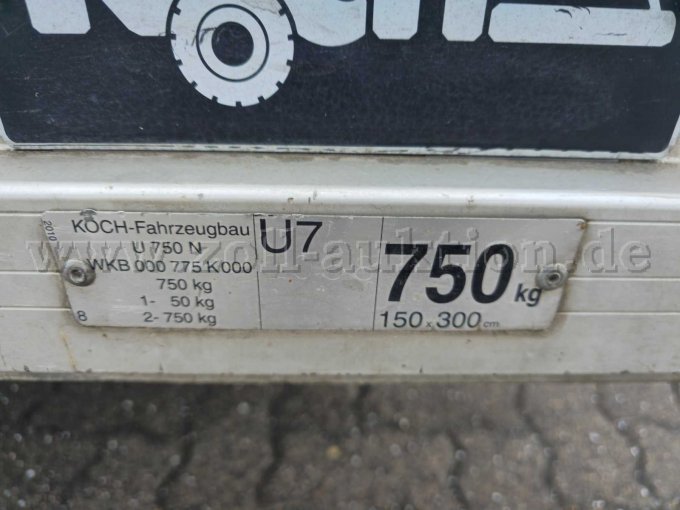 Koch
2010
KOCH-Fahrzeugbau
U 750 N
WKB 000 775 K000
750 kg
1- 50 kg
8 2- 750 kg
U7
750 kg
150 x 300 cm
www.zoll-auktion.de